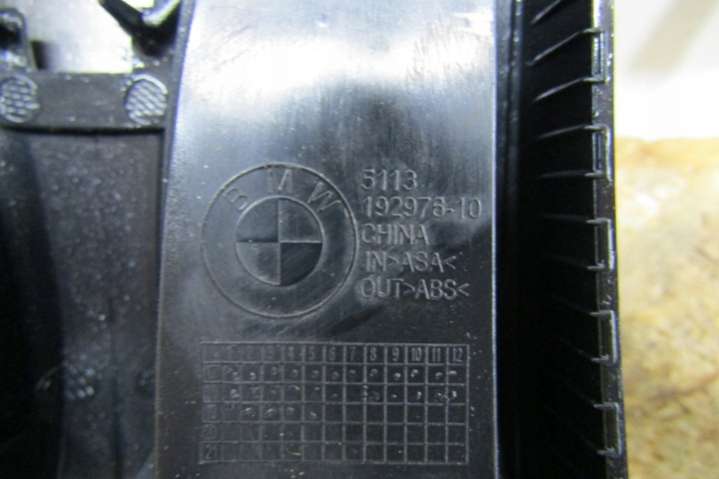 BMW
5113
192976-10
CHINA
IN>ASA<
OUT>ABS<
1 2 3 4 5 6 7 8 9 10 11 12